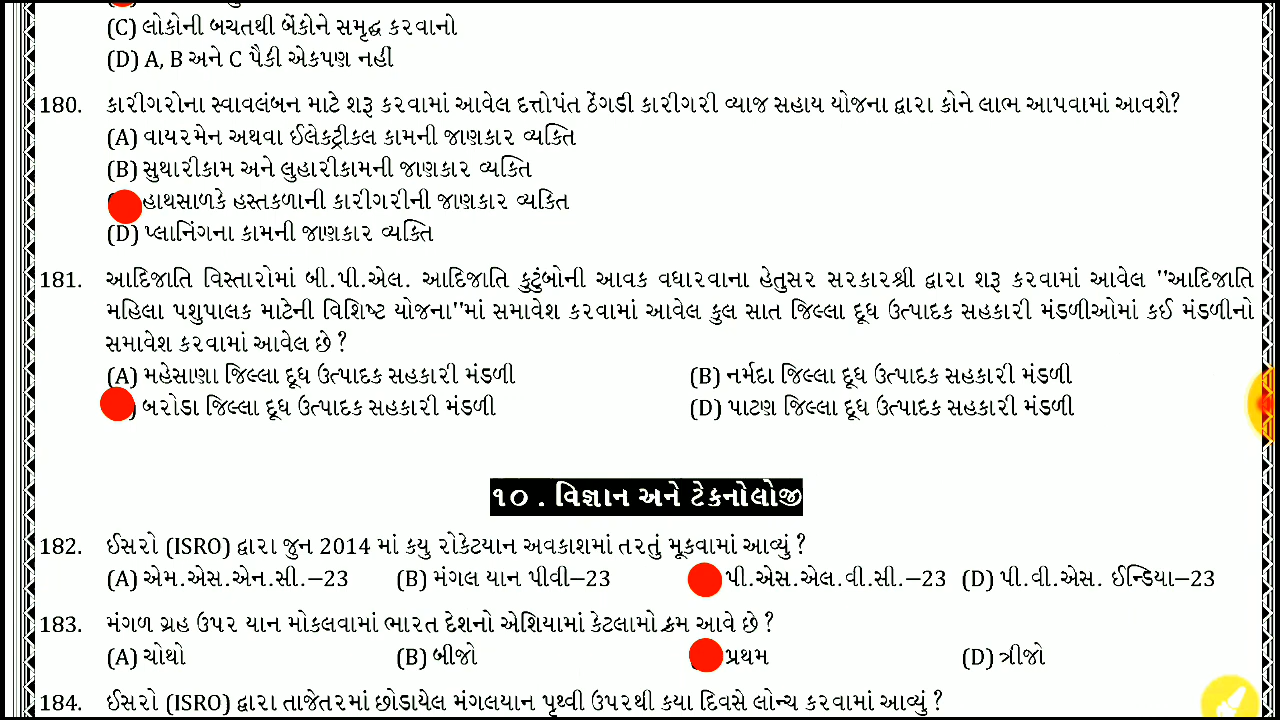 (C) લોકોની બચતથી બેંકોને સમૃદ્ધ કરવાનો
(D) A, B અને C પૈકી એકપણ નહીં
180. કારીગરોના સ્વાવલંબન માટે શરૂ કરવામાં આવેલ દત્તોપંત ઠેંગડી કારીગરી વ્યાજ સહાય યોજના દ્વારા કોને લાભ આપવામાં આવશે?
(A) વાયરમેન અથવા ઈલેક્ટ્રીકલ કામની જાણકાર વ્યક્તિ
(B) સુથારીકામ અને લુહારીકામની જાણકાર વ્યક્તિ
હાથસાળકે હસ્તકળાની કારીગરીની જાણકાર વ્યક્તિ
(D) પ્લાનિંગના કામની જાણકાર વ્યક્તિ
181. આદિજાતિ વિસ્તારોમાં બી.પી.એલ. આદિજાતિ કુટુંબોની આવક વધારવાના હેતુસર સરકારશ્રી દ્વારા શરૂ કરવામાં આવેલ "આદિજાતિ
મહિલા પશુપાલક માટેની વિશિષ્ટ યોજના"માં સમાવેશ કરવામાં આવેલ કુલ સાત જિલ્લા દૂધ ઉત્પાદક સહકારી મંડળીઓમાં કઈ મંડળીનો
સમાવેશ કરવામાં આવેલ છે ?
(A) મહેસાણા જિલ્લા દૂધ ઉત્પાદક સહકારી મંડળી (B) નર્મદા જિલ્લા દૂધ ઉત્પાદક સહકારી મંડળી
) બરોડા જિલ્લા દૂધ ઉત્પાદક સહકારી મંડળી (D) પાટણ જિલ્લા દૂધ ઉત્પાદક સહકારી મંડળી
૧૦ . વિજ્ઞાન અને ટેકનોલોજી
182. ઈસરો (ISRO) દ્વારા જુન 2014 માં કયુ રોકેટયાન અવકાશમાં તરતું મૂકવામાં આવ્યું ?
(A) એમ.એસ.એન.સી.–23 (B) મંગલ યાન પીવી–23 પી.એસ.એલ.વી.સી.–23 (D) પી.વી.એસ. ઈન્ડિયા–23
183. મંગળ ગ્રહ ઉપર યાન મોકલવામાં ભારત દેશનો એશિયામાં કેટલામો ક્રમ આવે છે ?
(A) ચોથો (B) બીજો પ્રથમ (D) ત્રીજો
184. ઈસરો (ISRO) દ્વારા તાજેતરમાં છોડાયેલ મંગલયાન પૃથ્વી ઉપરથી કયા દિવસે લોન્ચ કરવામાં આવ્યું ?